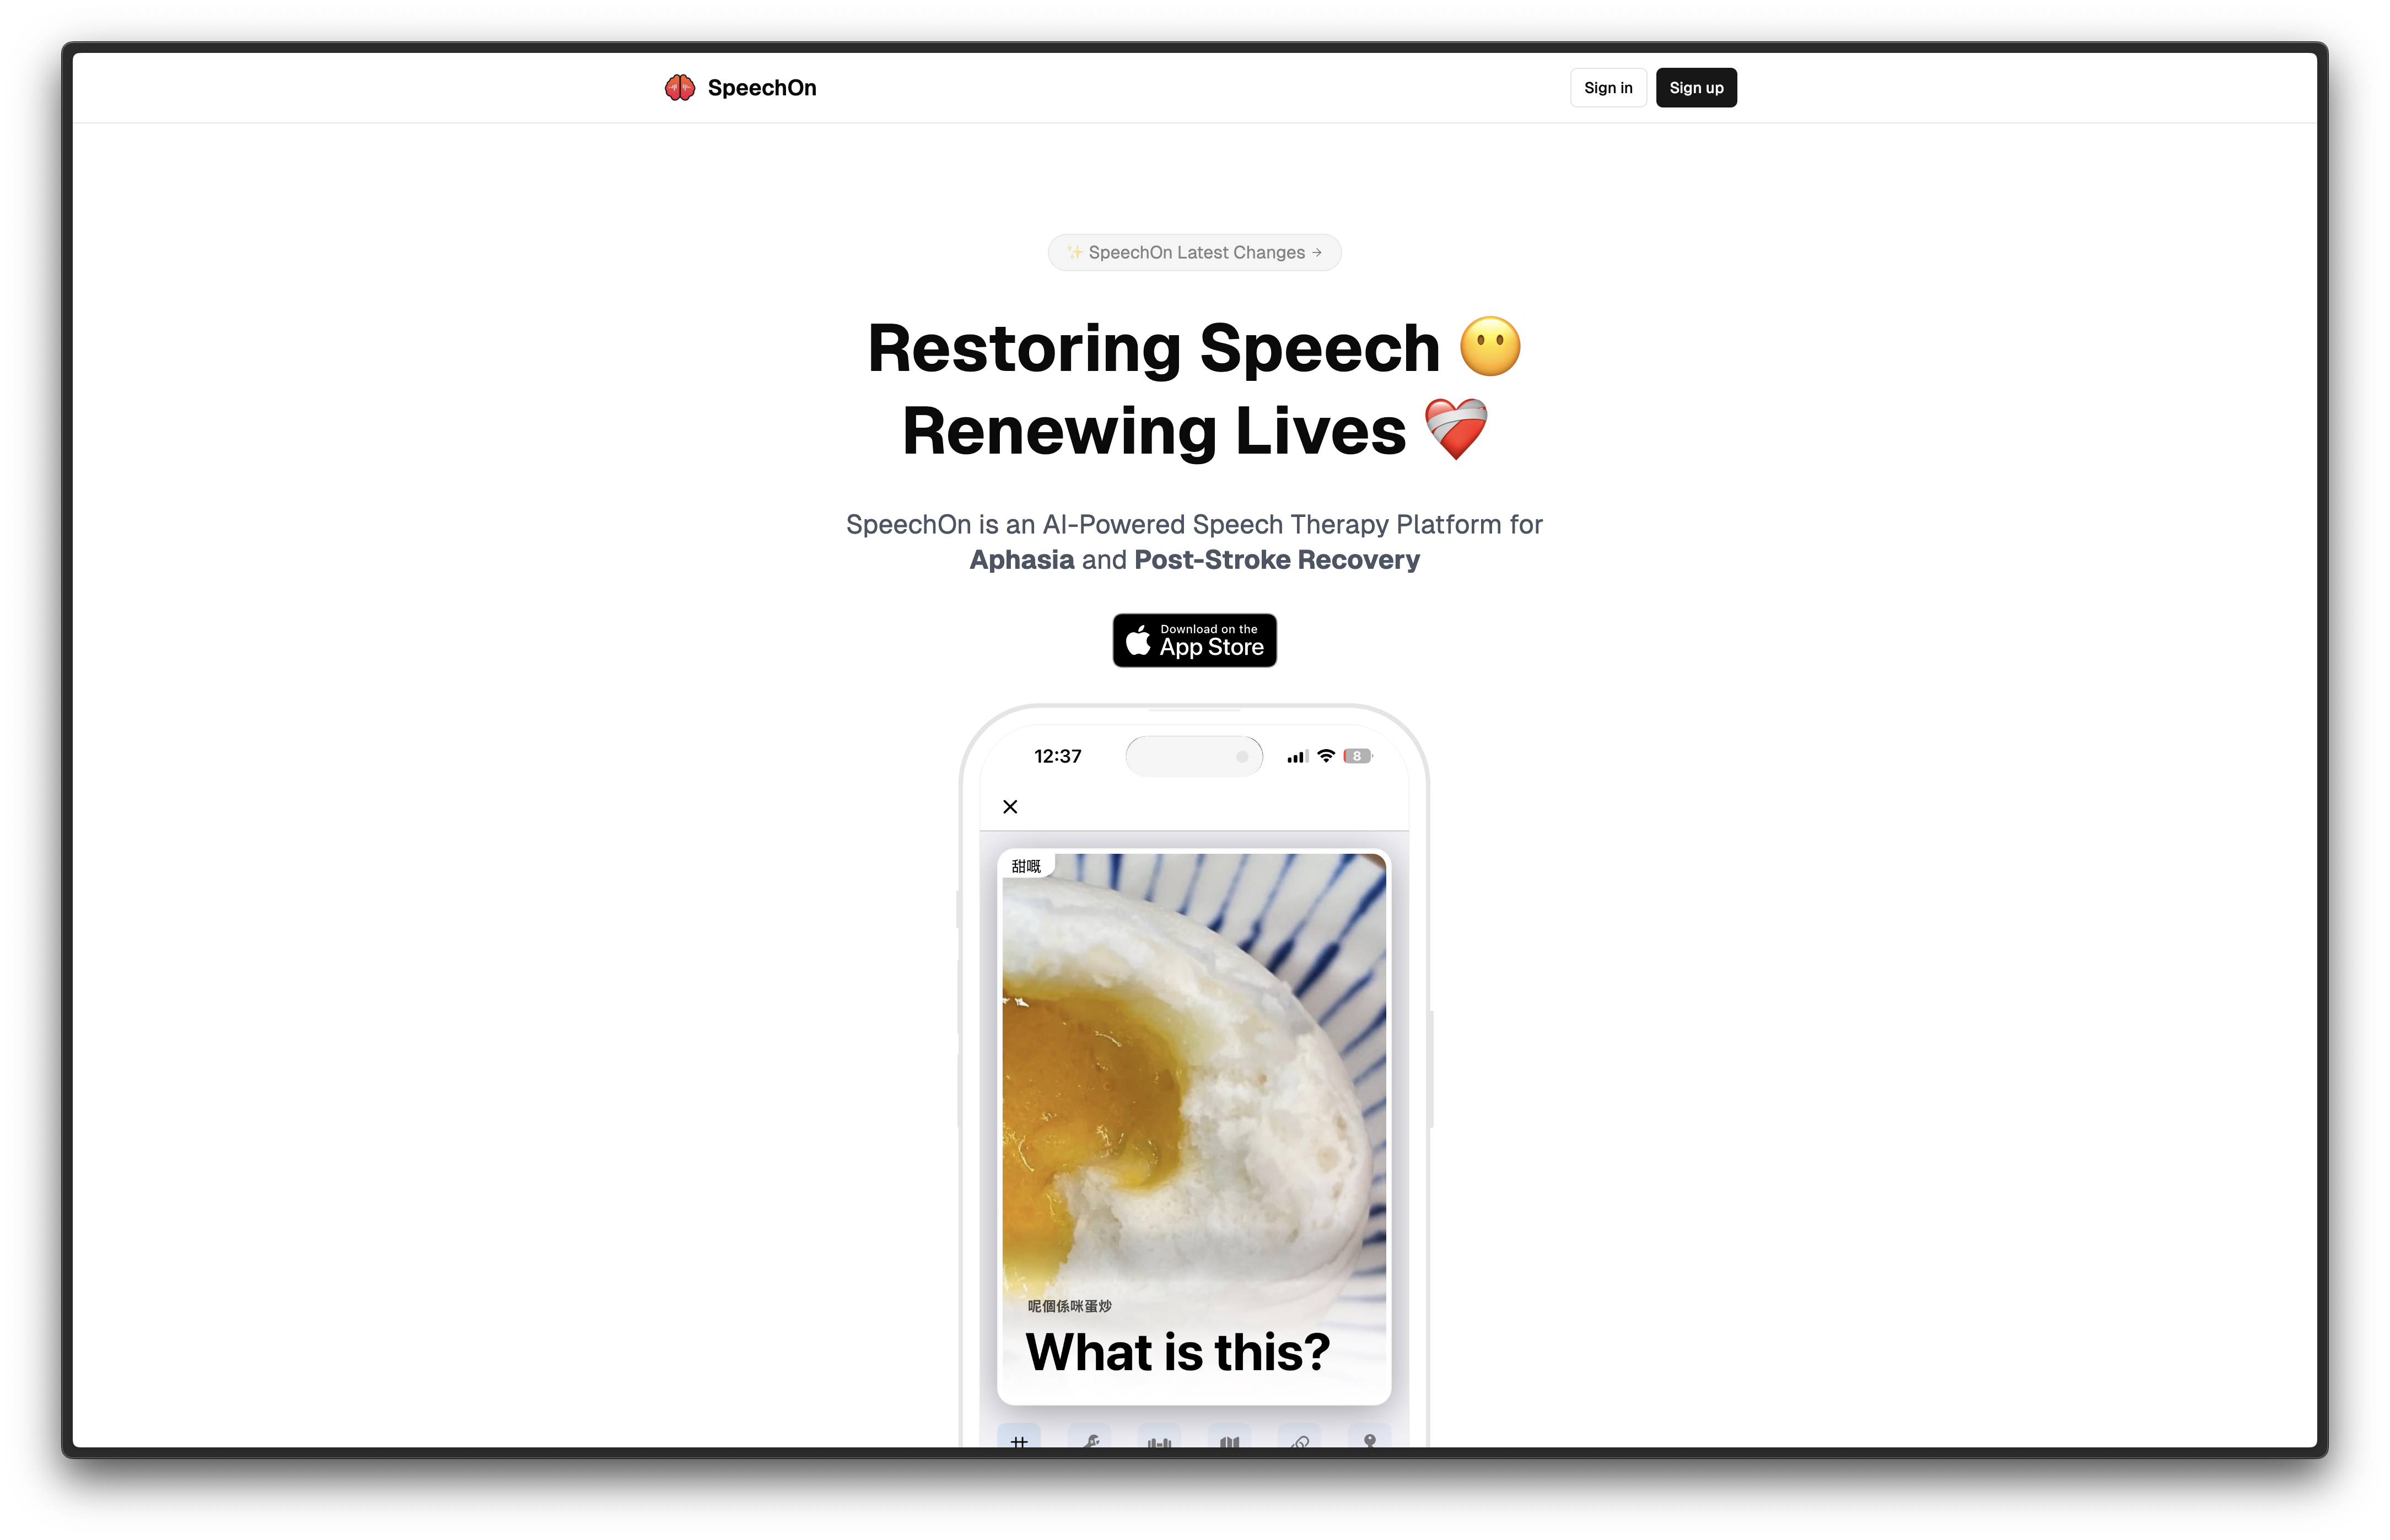 SpeechOn
Sign in
Sign up
✨ SpeechOn Latest Changes →
Restoring Speech 😶
Renewing Lives ❤️‍🩹
SpeechOn is an AI-Powered Speech Therapy Platform for
Aphasia and Post-Stroke Recovery
Download on the
App Store
12:37
8
甜嘅
呢個係咪蛋炒
What is this?